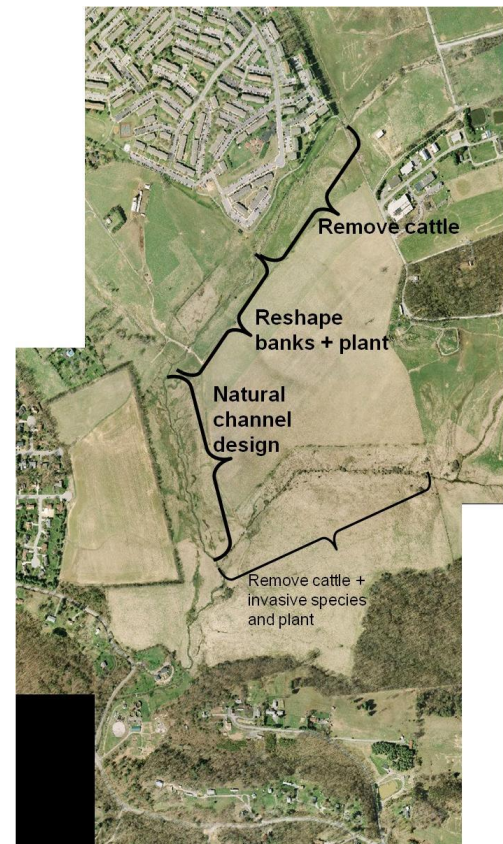 Remove cattle
Reshape
banks + plant
Natural
channel
design
Remove cattle +
invasive species
and plant